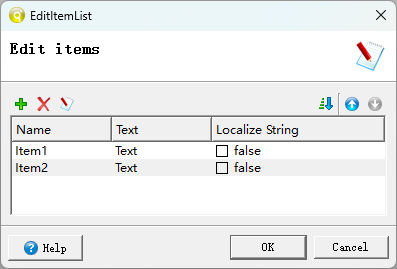 EditItemList
Edit items
Name Text Localize String
Item1 Text false
Item2 Text false
Help OK Cancel